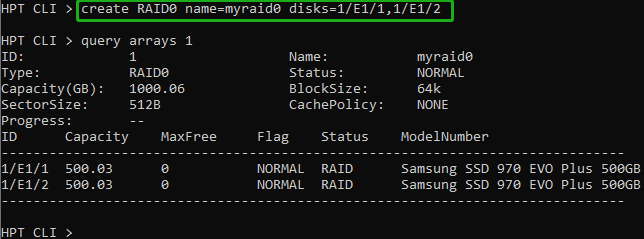 HPT CLI > create RAID0 name=myraid0 disks=1/E1/1,1/E1/2
HPT CLI > query arrays 1
ID: 1 Name: myraid0
Type: RAID0 Status: NORMAL
Capacity(GB): 1000.06 BlockSize: 64k
SectorSize: 512B CachePolicy: NONE
Progress: --
ID Capacity MaxFree Flag Status ModelNumber
--------------------------------------------------------------------------------
1/E1/1 500.03 0 NORMAL RAID Samsung SSD 970 EVO Plus 500GB
1/E1/2 500.03 0 NORMAL RAID Samsung SSD 970 EVO Plus 500GB
--------------------------------------------------------------------------------
HPT CLI >